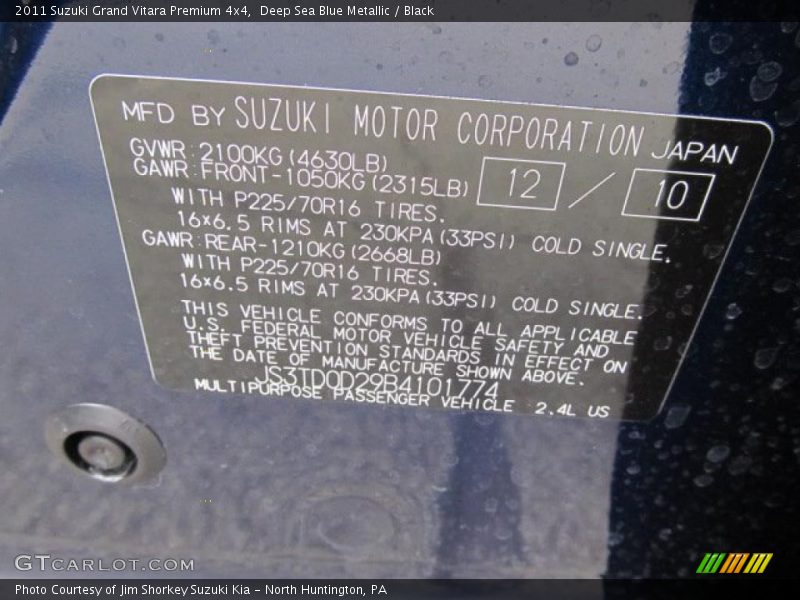 2011 Suzuki Grand Vitara Premium 4x4,  Deep Sea Blue Metallic / Black
MFD BY SUZUKI MOTOR CORPORATION JAPAN
GVWR:2100KG(4630LB)
GAWR:FRONT-1050KG(2315LB) 12 / 10
WITH P225/70R16 TIRES.
16x6.5 RIMS AT 230KPA(33PSI) COLD SINGLE.
GAWR:REAR-1210KG(2668LB)
WITH P225/70R16 TIRES.
16x6.5 RIMS AT 230KPA(33PSI) COLD SINGLE.
THIS VEHICLE CONFORMS TO ALL APPLICABLE
U.S. FEDERAL MOTOR VEHICLE SAFETY AND
THEFT PREVENTION STANDARDS IN EFFECT ON
THE DATE OF MANUFACTURE SHOWN ABOVE.
JS3TD0D29B4101774
MULTIPURPOSE PASSENGER VEHICLE 2.4L US
GTCARLOT.COM
Photo Courtesy of Jim Shorkey Suzuki Kia – North Huntington, PA